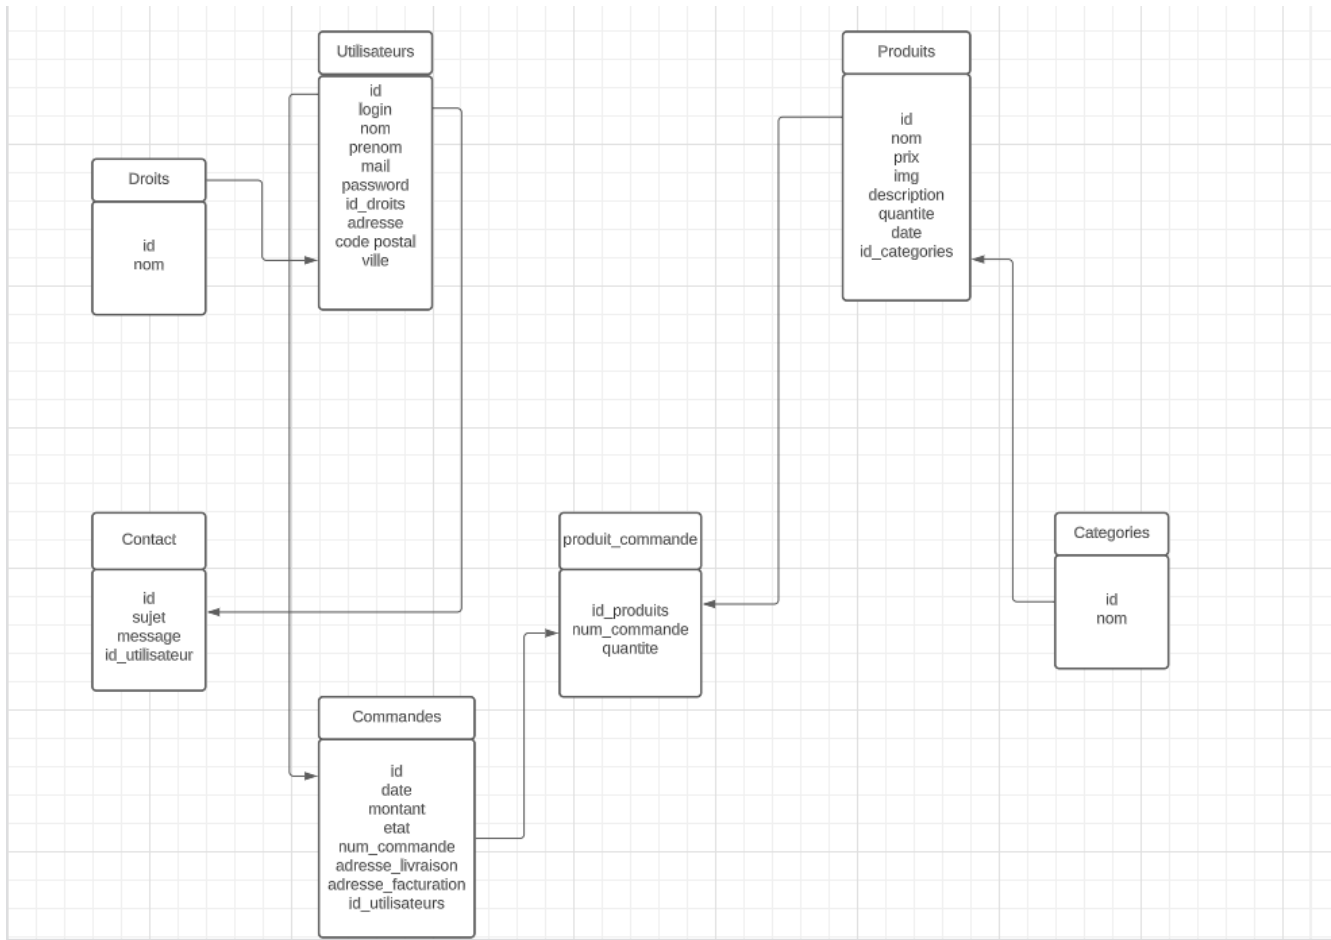 Utilisateurs
id
login
nom
prenom
mail
password
id_droits
adresse
code postal
ville
Produits
id
nom
prix
img
description
quantite
date
id_categories
Droits
id
nom
Contact
id
sujet
message
id_utilisateur
produit_commande
id_produits
num_commande
quantite
Categories
id
nom
Commandes
id
date
montant
etat
num_commande
adresse_livraison
adresse_facturation
id_utilisateurs